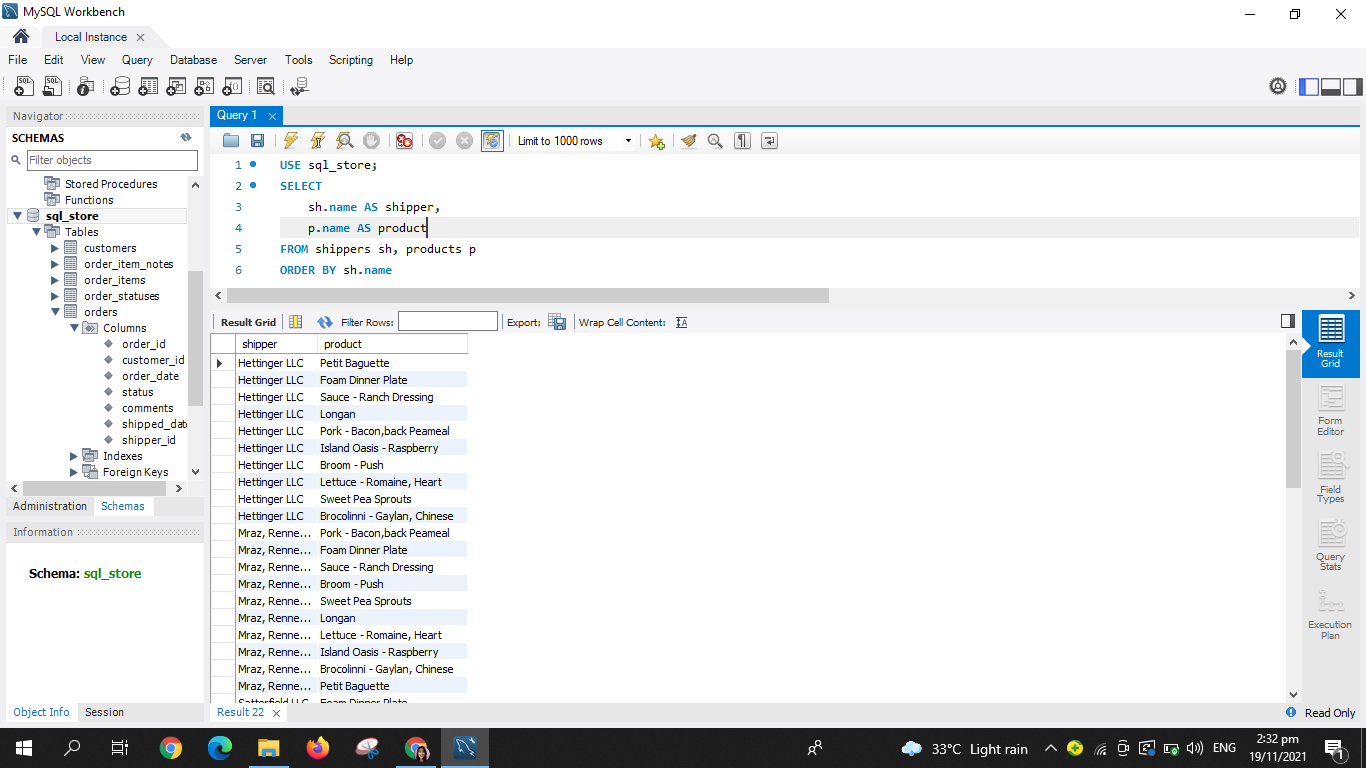 MySQL Workbench
Local Instance
File Edit View Query Database Server Tools Scripting Help
Navigator
SCHEMAS
Filter objects
Stored Procedures
Functions
sql_store
Tables
customers
order_item_notes
order_items
order_statuses
orders
Columns
order_id
customer_id
order_date
status
comments
shipped_dat
shipper_id
Indexes
Foreign Keys
Administration Schemas
Information
Schema: sql_store
Object Info Session
Query 1
Limit to 1000 rows
1 USE sql_store;
2 SELECT
3 sh.name AS shipper,
4 p.name AS product
5 FROM shippers sh, products p
6 ORDER BY sh.name
Result Grid Filter Rows: Export: Wrap Cell Content:
shipper product
Hettinger LLC Petit Baguette
Hettinger LLC Foam Dinner Plate
Hettinger LLC Sauce - Ranch Dressing
Hettinger LLC Longan
Hettinger LLC Pork - Bacon,back Peameal
Hettinger LLC Island Oasis - Raspberry
Hettinger LLC Broom - Push
Hettinger LLC Lettuce - Romaine, Heart
Hettinger LLC Sweet Pea Sprouts
Hettinger LLC Brocolinni - Gaylan, Chinese
Mraz, Renne... Pork - Bacon,back Peameal
Mraz, Renne... Foam Dinner Plate
Mraz, Renne... Sauce - Ranch Dressing
Mraz, Renne... Broom - Push
Mraz, Renne... Sweet Pea Sprouts
Mraz, Renne... Longan
Mraz, Renne... Lettuce - Romaine, Heart
Mraz, Renne... Island Oasis - Raspberry
Mraz, Renne... Brocolinni - Gaylan, Chinese
Mraz, Renne... Petit Baguette
Satterfield LLC Foam Dinner Plate
Result 22
Result
Grid
Form
Editor
Field
Types
Query
Stats
Execution
Plan
Read Only
33°C Light rain
ENG
2:32 pm
19/11/2021
1